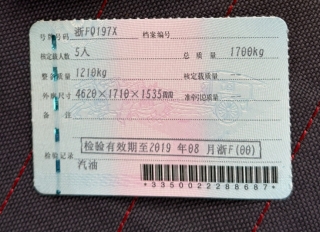 号牌号码 浙FQ197X 档案编号
核定载人数 5人 总质量 1700kg
整备质量 1210kg 核定载质量 --
外廓尺寸 4620×1710×1535mm 准牵引总质量 --
备注
检验有效期至2019 年08 月浙F(00)
检验记录
汽油
*3350022288687*